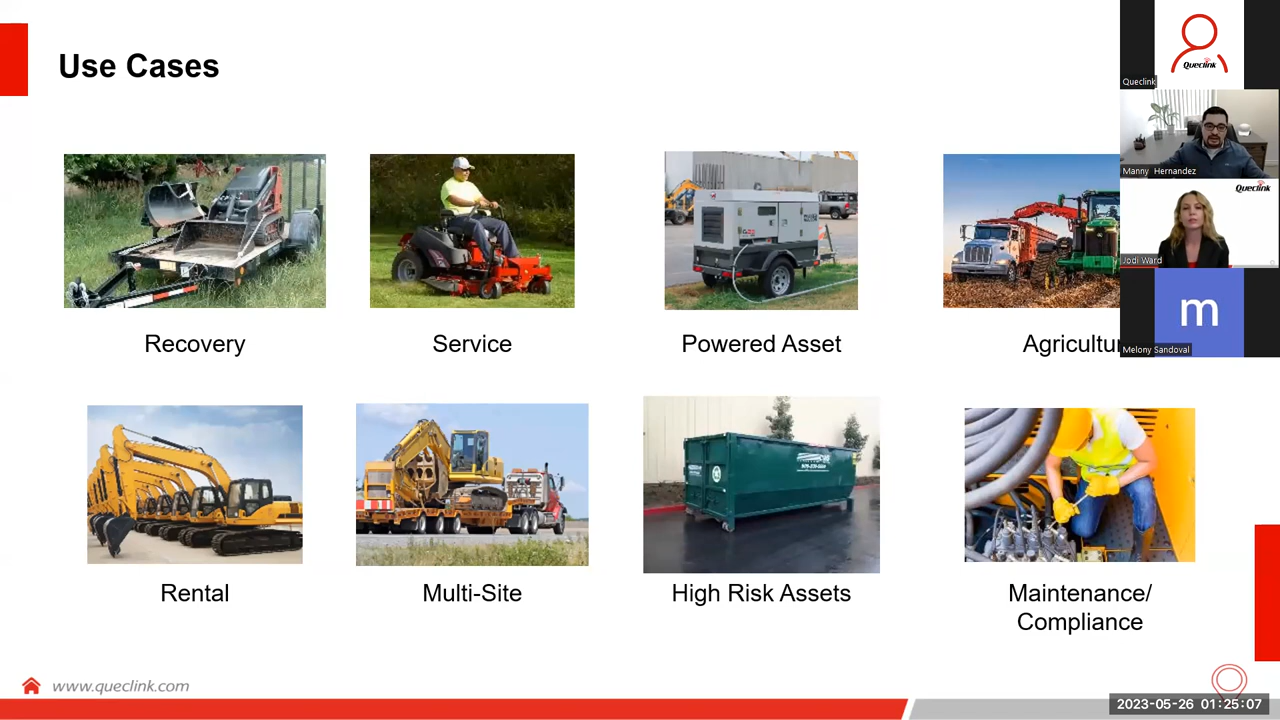 Use Cases
Queclink
Queclink
Manny Hernandez
Queclink
Jodi Ward
m
Melony Sandoval
Recovery
Service
Powered Asset
Agricultur
Rental
Multi-Site
High Risk Assets
Maintenance/
Compliance
www.queclink.com
2023-05-26 01:25:07